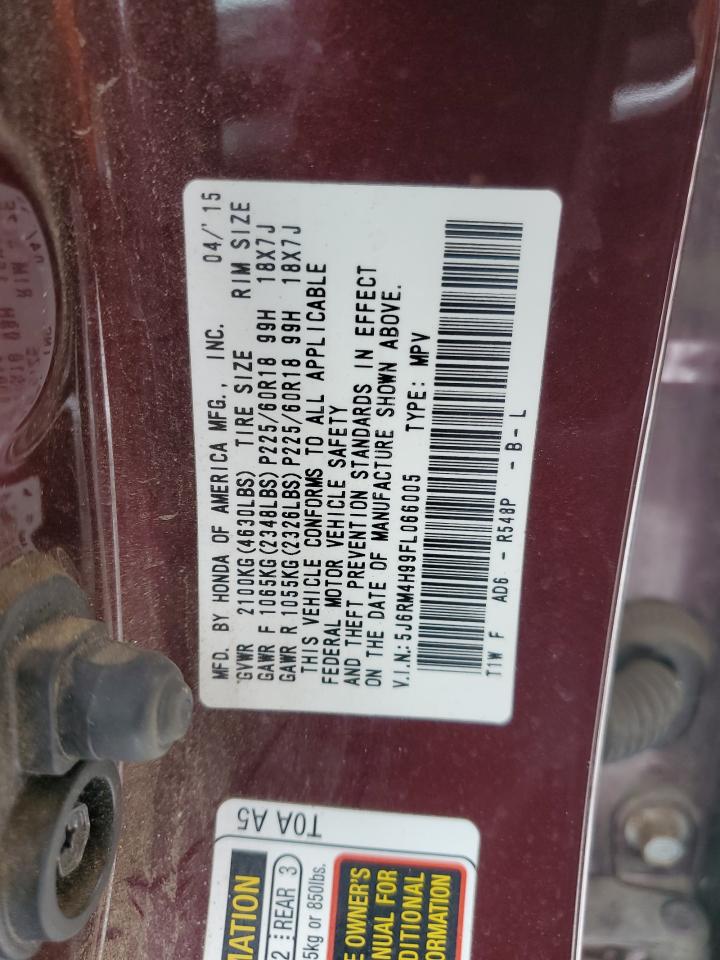 MFD. BY HONDA OF AMERICA MFG., INC. 04/'15
GVWR 2100KG(4630LBS) TIRE SIZE RIM SIZE
GAWR F 1065KG(2348LBS) P225/60R18 99H 18X7J
GAWR R 1055KG(2326LBS) P225/60R18 99H 18X7J
THIS VEHICLE CONFORMS TO ALL APPLICABLE
FEDERAL MOTOR VEHICLE SAFETY
AND THEFT PREVENTION STANDARDS IN EFFECT
ON THE DATE OF MANUFACTURE SHOWN ABOVE.
V.I.N.:5J6RM4H99FL066005 TYPE: MPV
T1W F AD6 - R548P - B - L
T0A A5
MATION
2 REAR 3
5kg or 850lbs.
E OWNER'S
ANUAL FOR
DITIONAL
ORMATION